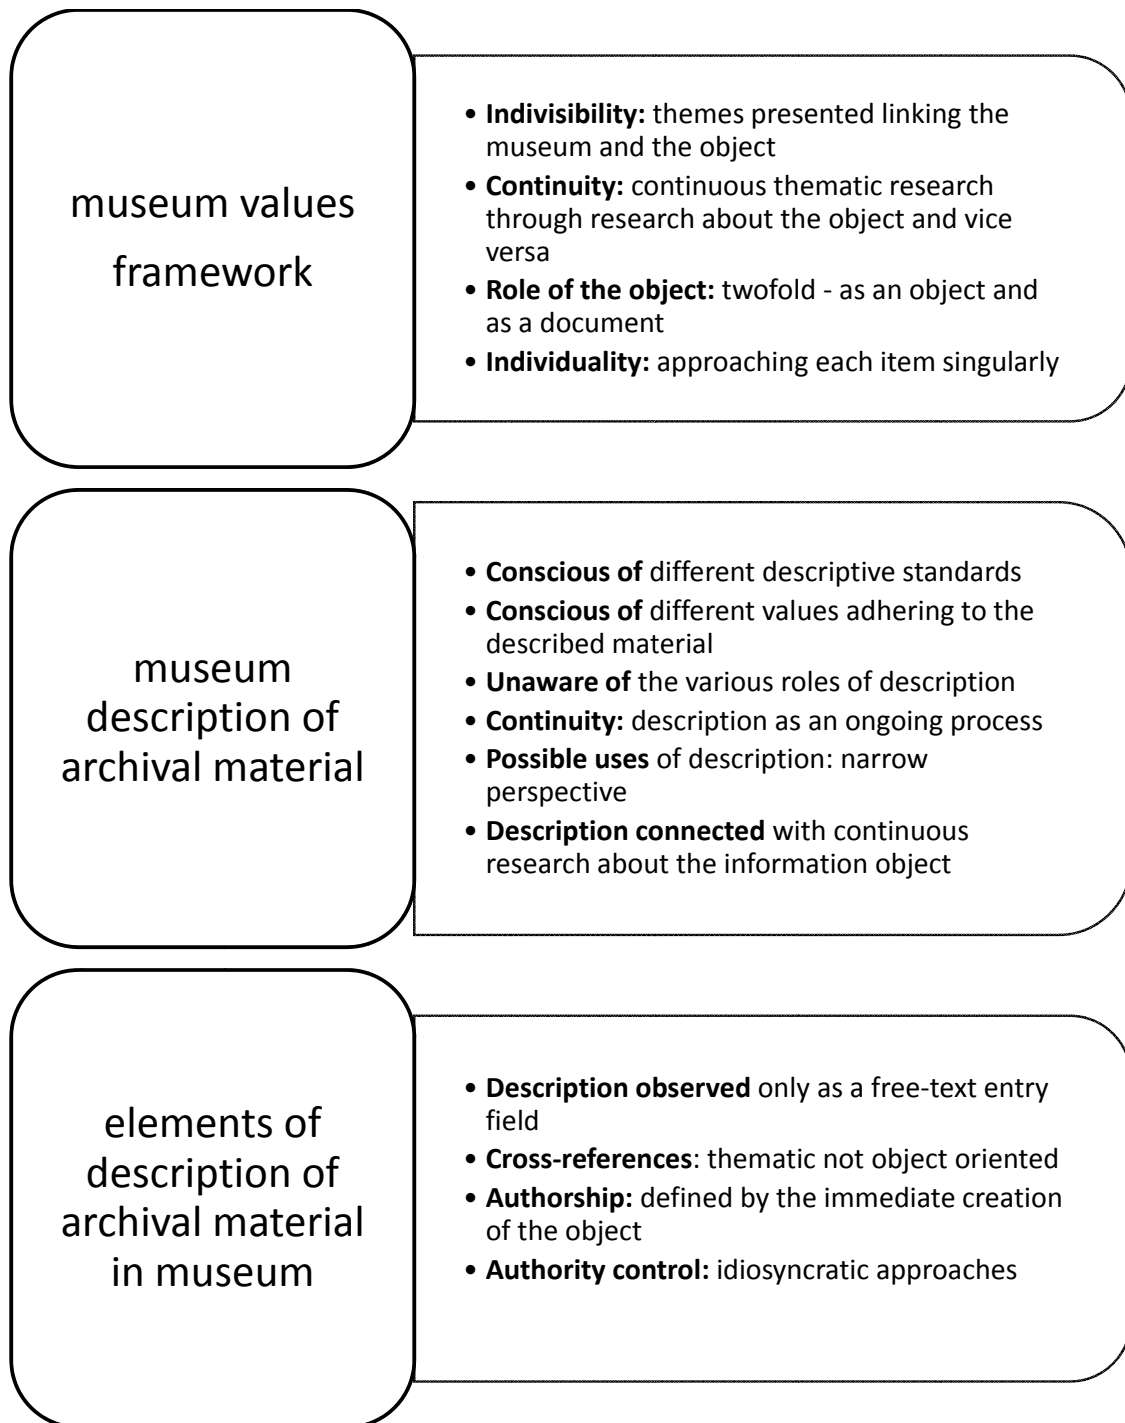 museum values
framework
• Indivisibility: themes presented linking the
museum and the object
• Continuity: continuous thematic research
through research about the object and vice
versa
• Role of the object: twofold - as an object and
as a document
• Individuality: approaching each item singularly
museum
description of
archival material
• Conscious of different descriptive standards
• Conscious of different values adhering to the
described material
• Unaware of the various roles of description
• Continuity: description as an ongoing process
• Possible uses of description: narrow
perspective
• Description connected with continuous
research about the information object
elements of
description of
archival material
in museum
• Description observed only as a free-text entry
field
• Cross-references: thematic not object oriented
• Authorship: defined by the immediate creation
of the object
• Authority control: idiosyncratic approaches